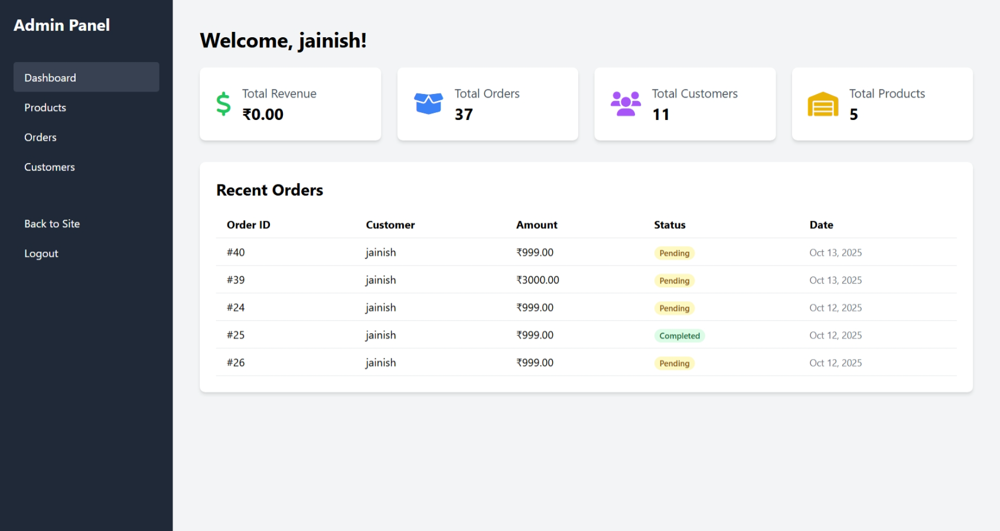 Admin Panel
Dashboard
Products
Orders
Customers
Back to Site
Logout
Welcome, jainish!
Total Revenue
₹0.00
Total Orders
37
Total Customers
11
Total Products
5
Recent Orders
Order ID Customer Amount Status Date
#40 jainish ₹999.00 Pending Oct 13, 2025
#39 jainish ₹3000.00 Pending Oct 13, 2025
#24 jainish ₹999.00 Pending Oct 12, 2025
#25 jainish ₹999.00 Completed Oct 12, 2025
#26 jainish ₹999.00 Pending Oct 12, 2025